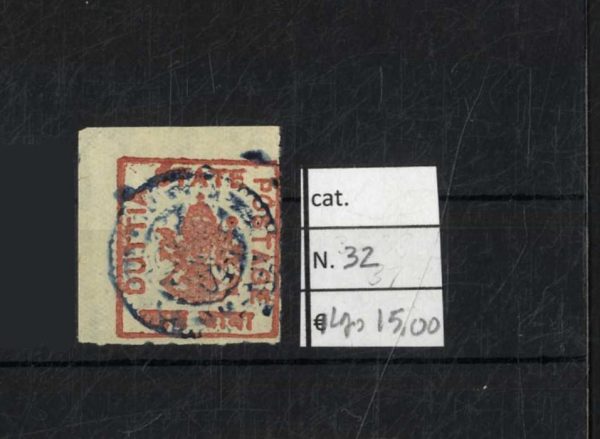 DUTTIA STATE POSTAGE
cat.
N. 32
€ 15,00